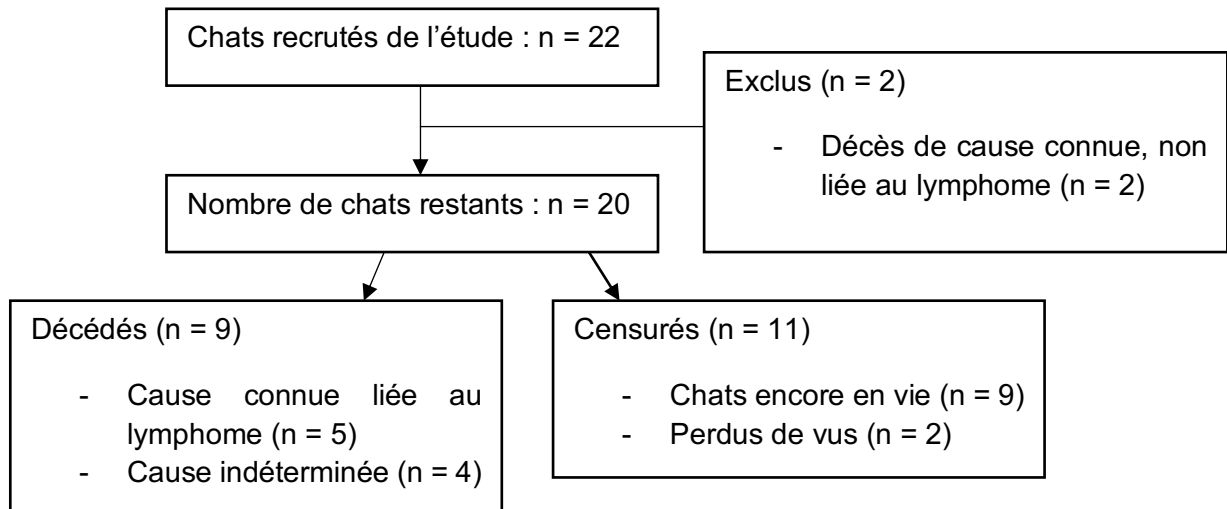 Chats recrutés de l’étude : n = 22
Exclus (n = 2)
- Décès de cause connue, non
liée au lymphome (n = 2)
Nombre de chats restants : n = 20
Décédés (n = 9)
- Cause connue liée au
lymphome (n = 5)
- Cause indéterminée (n = 4)
Censurés (n = 11)
- Chats encore en vie (n = 9)
- Perdus de vus (n = 2)